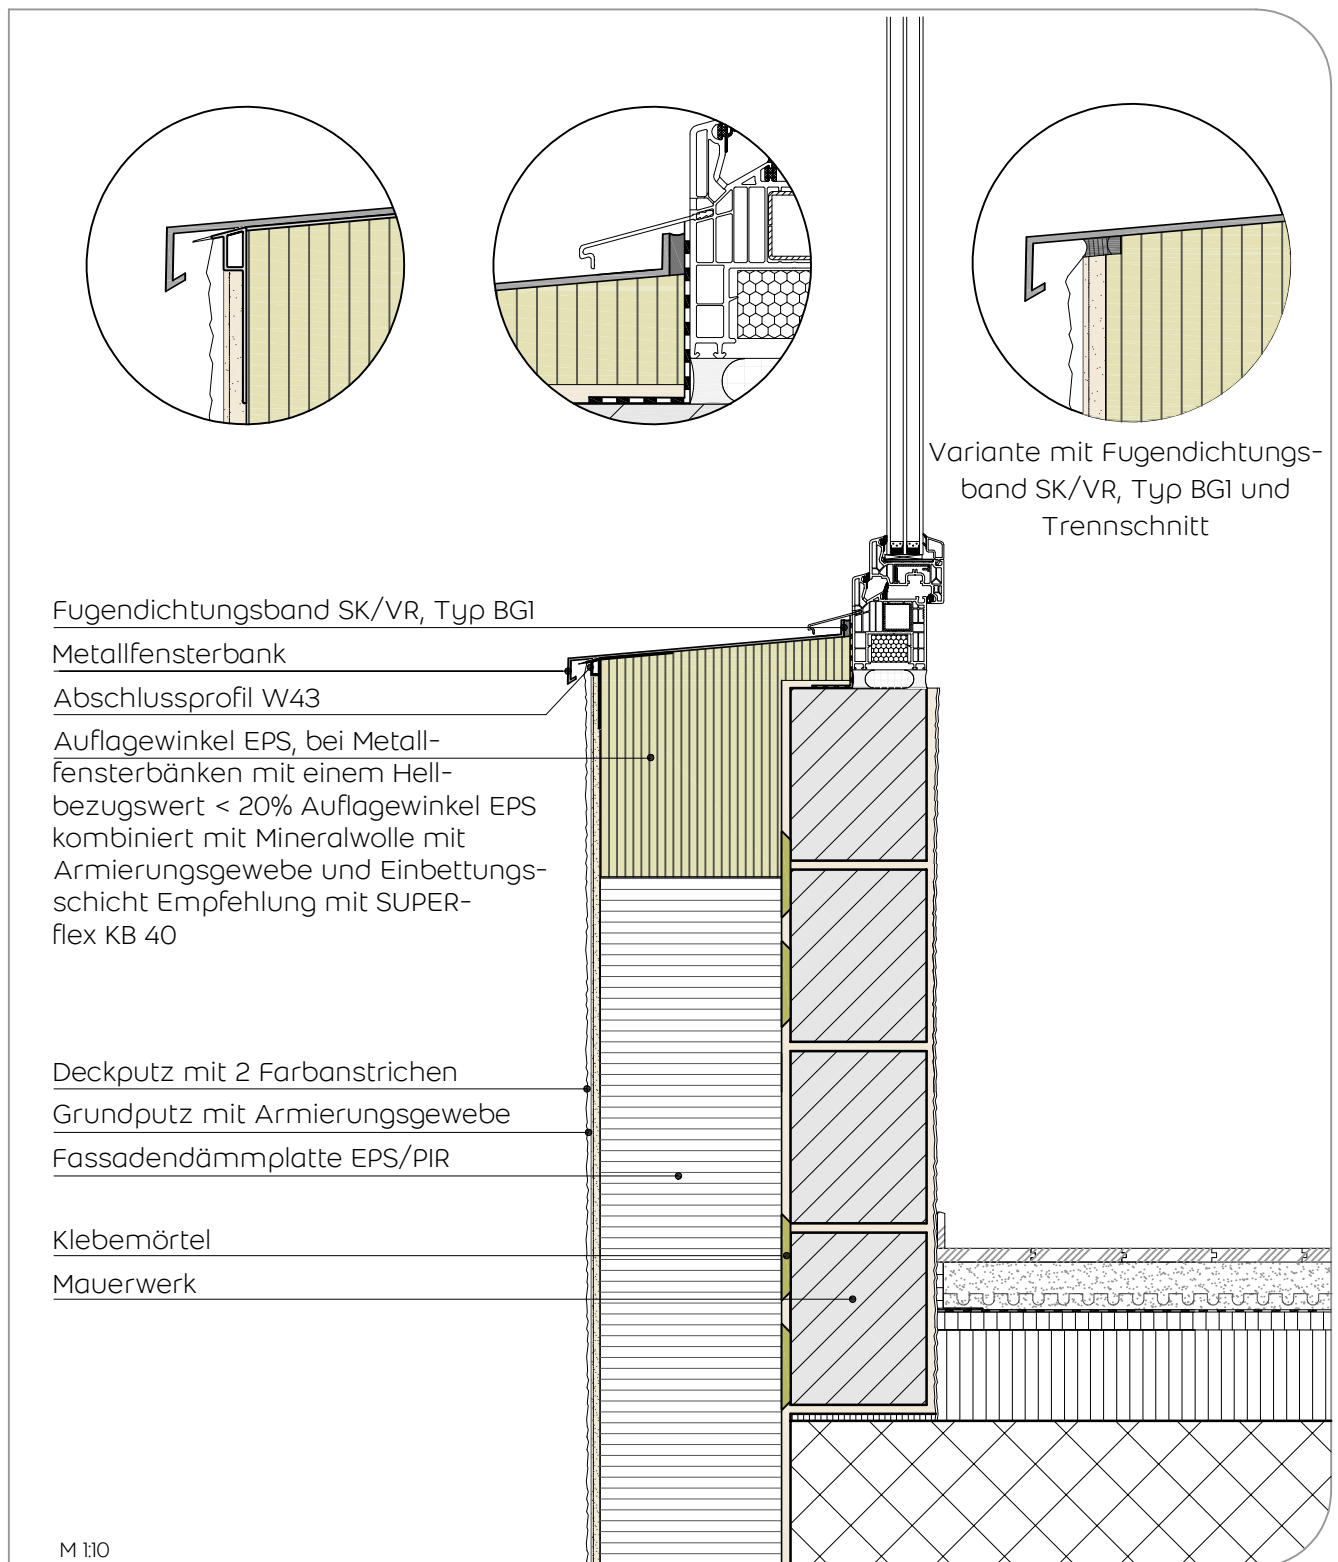 Variante mit Fugendichtungs-
band SK/VR, Typ BG1 und
Trennschnitt
Fugendichtungsband SK/VR, Typ BG1
Metallfensterbank
Abschlussprofil W43
Auflagewinkel EPS, bei Metall-
fensterbänken mit einem Hell-
bezugswert < 20% Auflagewinkel EPS
kombiniert mit Mineralwolle mit
Armierungsgewebe und Einbettungs-
schicht Empfehlung mit SUPER-
flex KB 40
Deckputz mit 2 Farbanstrichen
Grundputz mit Armierungsgewebe
Fassadendämmplatte EPS/PIR
Klebemörtel
Mauerwerk
M 1:10